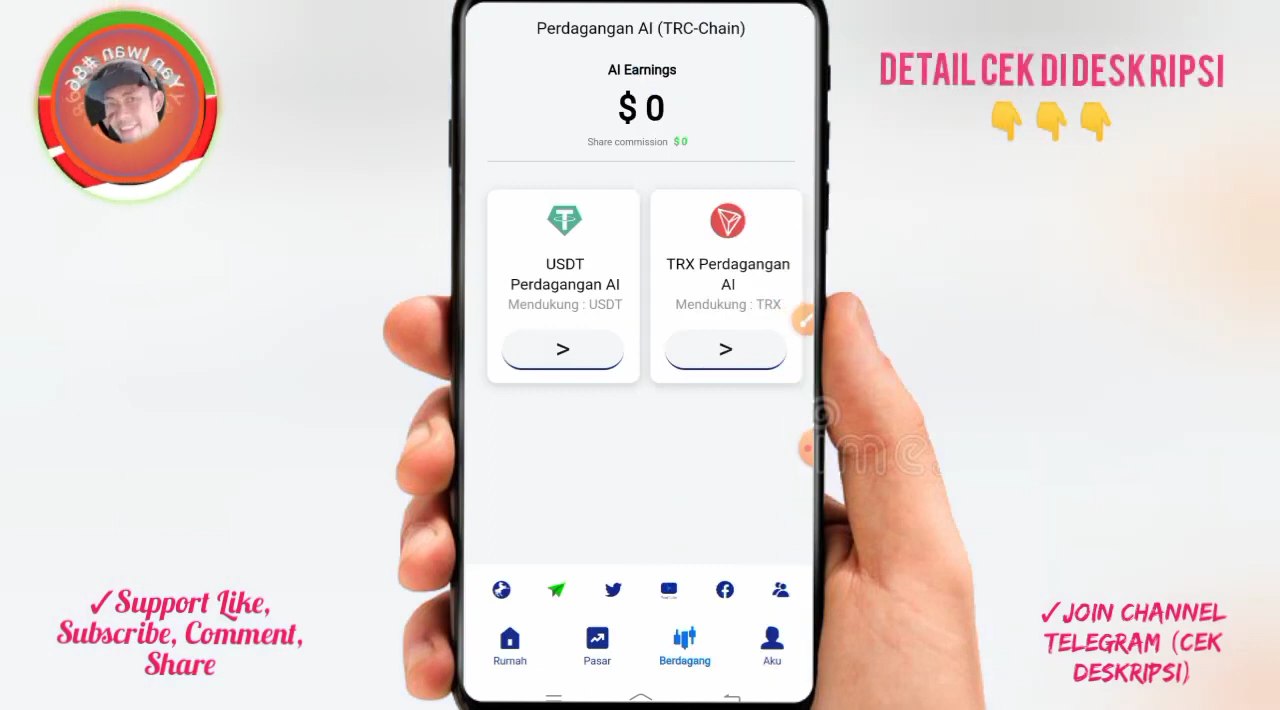 Perdagangan AI (TRC-Chain)
AI Earnings
$ 0
Share commission $ 0
USDT
Perdagangan AI
Mendukung : USDT
>
TRX Perdagangan
AI
Mendukung : TRX
>
Rumah
Pasar
Berdagang
Aku
DETAIL CEK DI DESKRIPSI
✓Support Like,
Subscribe, Comment,
Share
✓JOIN CHANNEL
TELEGRAM (CEK
DESKRIPSI)